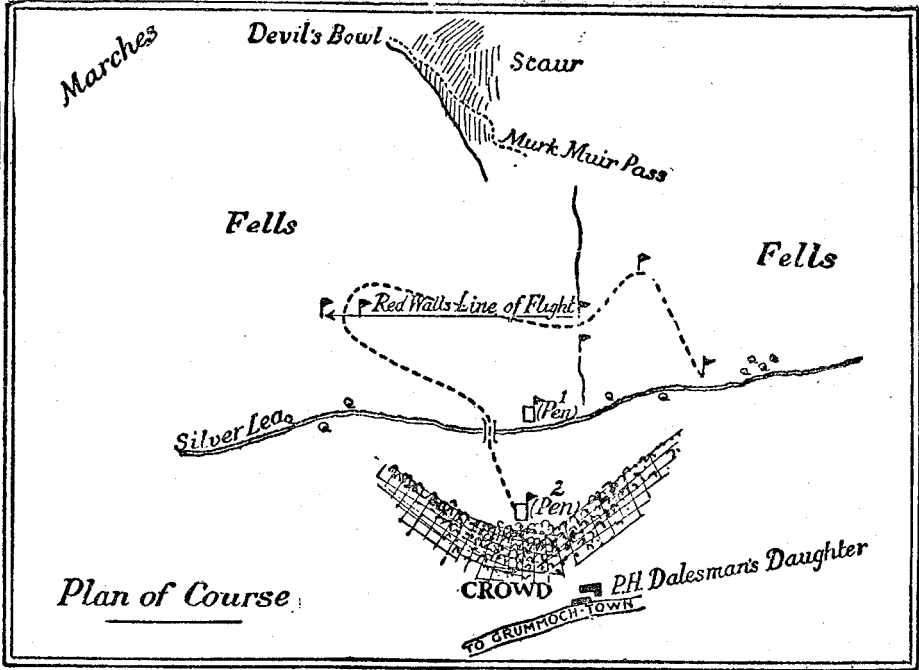 Marches
Devil's Bowl
Scaur
Murk Muir Pass
Fells
Fells
Red Walls-Line of Flight
1
(Pen)
Silver Lea
2
(Pen)
CROWD
P.H. Dalesman's Daughter
TO GRUMMOCH-TOWN
Plan of Course